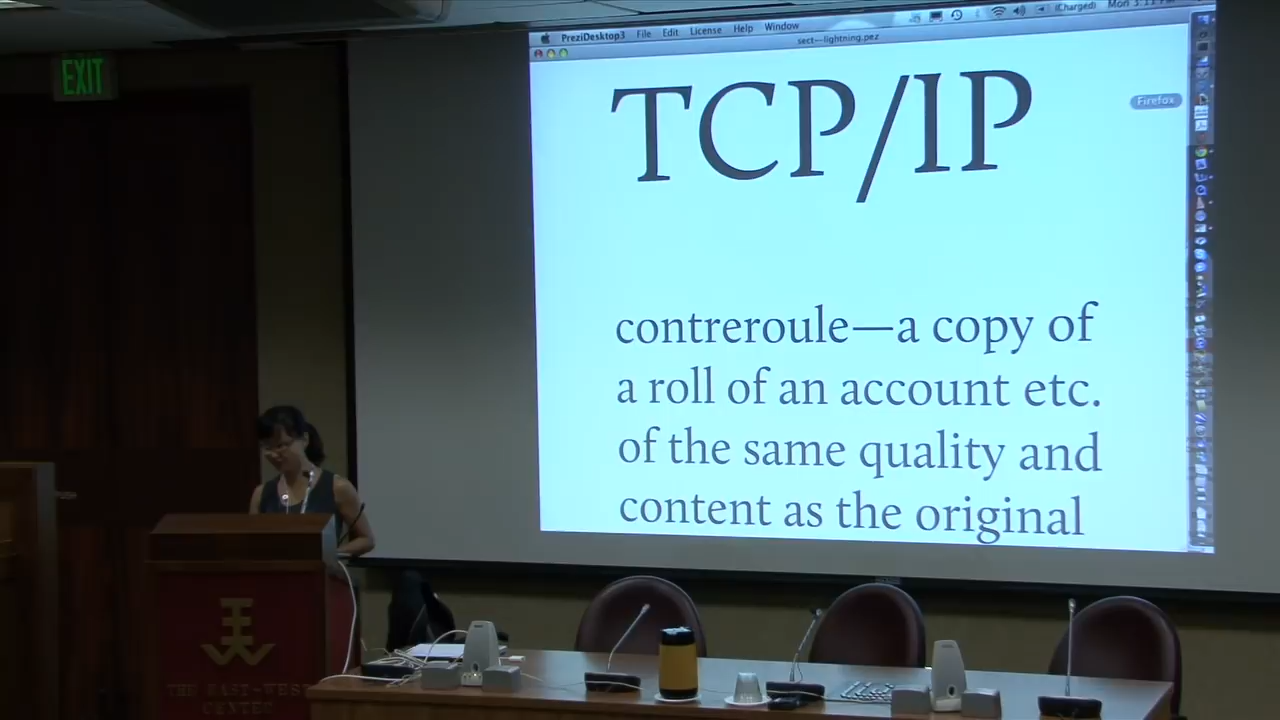 EXIT
PreziDesktop3 File Edit License Help Window
(Charged)
sect--lightning.pez
Firefox
TCP/IP
contreroule—a copy of
a roll of an account etc.
of the same quality and
content as the original
THE EAST-WEST
CENTER